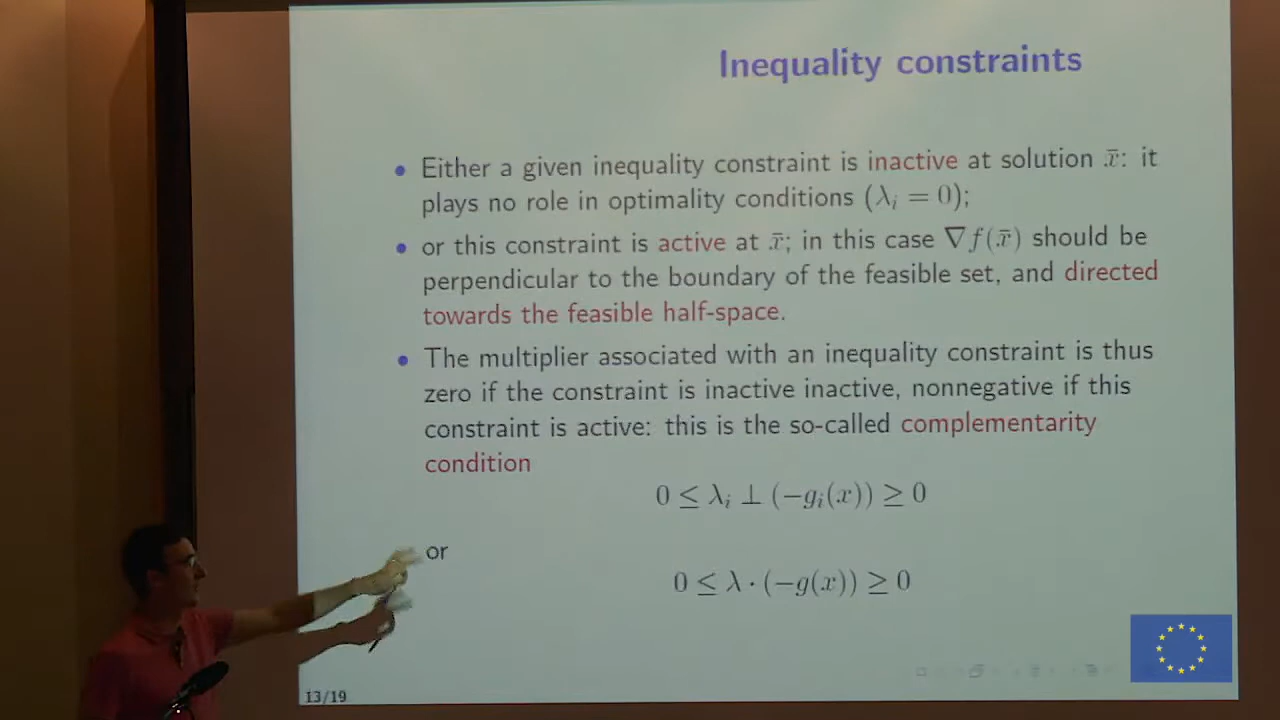 Inequality constraints
• Either a given inequality constraint is inactive at solution x̄: it
plays no role in optimality conditions (λᵢ = 0);
• or this constraint is active at x̄; in this case ∇f(x̄) should be
perpendicular to the boundary of the feasible set, and directed
towards the feasible half-space.
• The multiplier associated with an inequality constraint is thus
zero if the constraint is inactive inactive, nonnegative if this
constraint is active: this is the so-called complementarity
condition
0 ≤ λᵢ ⊥ (−gᵢ(x)) ≥ 0
or
0 ≤ λ · (−g(x)) ≥ 0
13/19